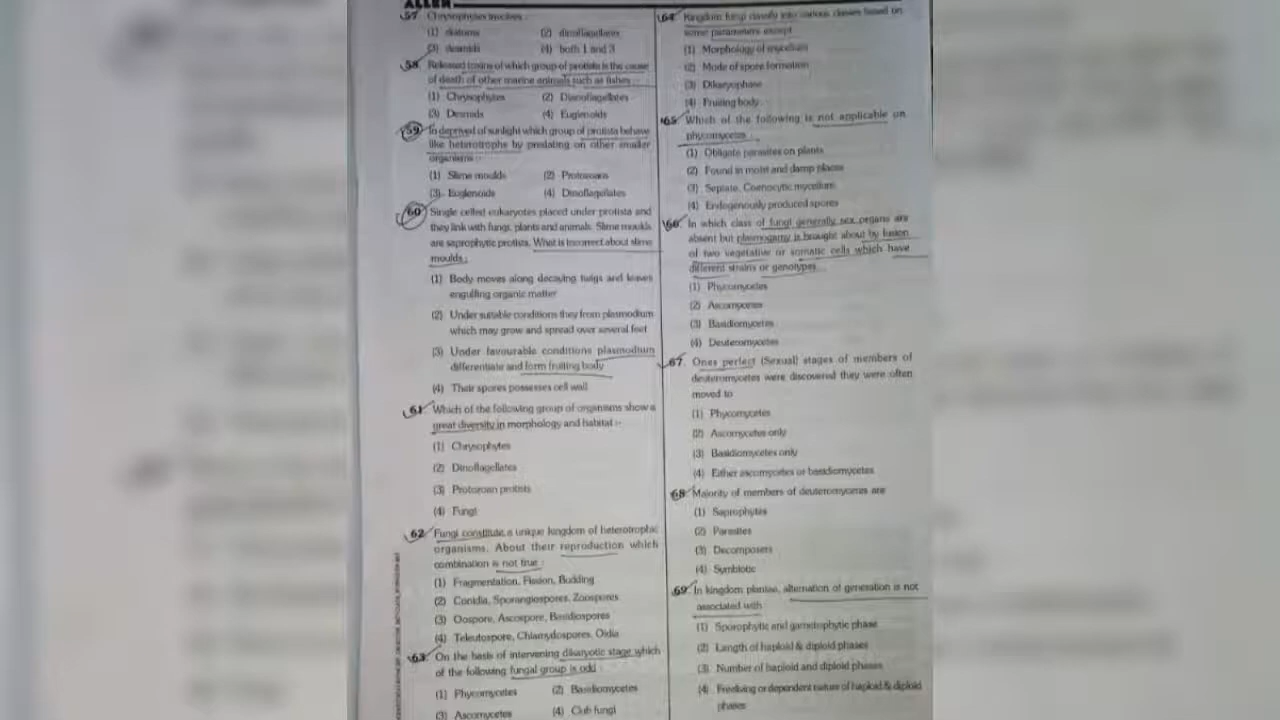 ALLEN
57. Chrysophytes involves :
(1) diatoms (2) dinoflagellates
(3) desmids (4) both 1 and 3
58. Released toxins of which group of protists is the cause
of death of other marine animals such as fishes :-
(1) Chrysophytes (2) Dianoflagellates
(3) Desmids (4) Euglenoids
59. In deprived of sunlight which group of protista behave
like heterotrophs by predating on other smaller
organisms :-
(1) Slime moulds (2) Protozoans
(3) Euglenoids (4) Dinoflagellates
60. Single celled eukaryotes placed under protista and
they link with fungi, plants and animals. Slime moulds
are saprophytic protists. What is incorrect about slime
moulds :
(1) Body moves along decaying twigs and leaves
engulfing organic matter
(2) Under suitable conditions they from plasmodium
which may grow and spread over several feet
(3) Under favourable conditions plasmodium
differentiate and form fruiting body
(4) Their spores possesses cell wall
61. Which of the following group of organisms show a
great diversity in morphology and habitat :-
(1) Chrysophytes
(2) Dinoflagellates
(3) Protozoan protists
(4) Fungi
62. Fungi constitute a unique kingdom of heterotrophic
organisms. About their reproduction which
combination is not true :
(1) Fragmentation, Fission, Budding
(2) Conidia, Sporangiospores, Zoospores
(3) Oospore, Ascospore, Basidiospores
(4) Teleutospore, Chlamydospores, Oidia
63. On the basis of intervening dikaryotic stage which
of the following fungal group is odd :
(1) Phycomycetes (2) Basidiomycetes
(3) Ascomycetes (4) Club fungi
64. Kingdom fungi classify into various classes based on
some parameters except
(1) Morphology of mycelium
(2) Mode of spore formation
(3) Dikaryophase
(4) Fruiting body
65. Which of the following is not applicable on
phycomycetes :-
(1) Obligate parasites on plants
(2) Found in moist and damp places
(3) Septate, Coenocytic mycelium
(4) Endogenously produced spores
66. In which class of fungi generally sex organs are
absent but plasmogamy is brought about by fusion
of two vegetative or somatic cells which have
different strains or genotypes
(1) Phycomycetes
(2) Ascomycetes
(3) Basidiomycetes
(4) Deuteromycetes
67. Ones perfect (Sexual) stages of members of
deuteromycetes were discovered they were often
moved to
(1) Phycomycetes
(2) Ascomycetes only
(3) Basidiomycetes only
(4) Either ascomycetes or basidiomycetes
68. Majority of members of deuteromycetes are
(1) Saprophytes
(2) Parasites
(3) Decomposers
(4) Symbiotic
69. In kingdom plantae, alternation of generation is not
associated with
(1) Sporophytic and gametophytic phase
(2) Length of haploid & diploid phases
(3) Number of haploid and diploid phases
(4) Freeliving or dependent nature of haploid & diploid
phases